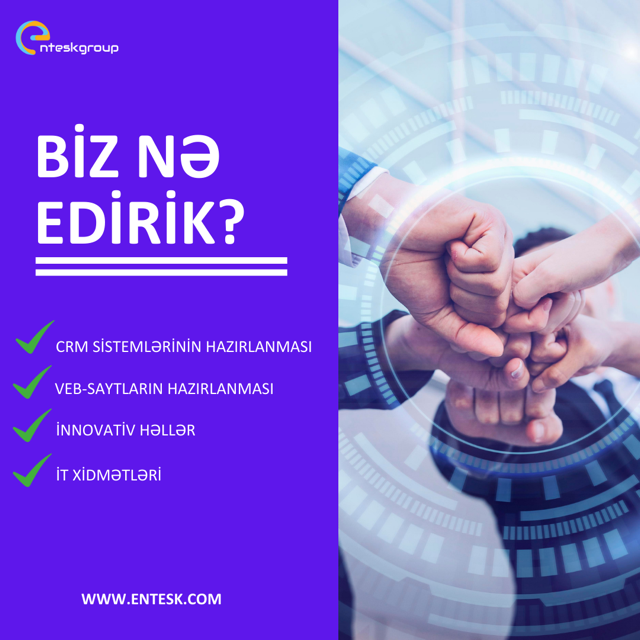 enteskgroup
BİZ NƏ
EDİRİK?
CRM SİSTEMLƏRİNİN HAZIRLANMASI
VEB-SAYTLARIN HAZIRLANMASI
İNNOVATİV HƏLLƏR
İT XİDMƏTLƏRİ
WWW.ENTESK.COM